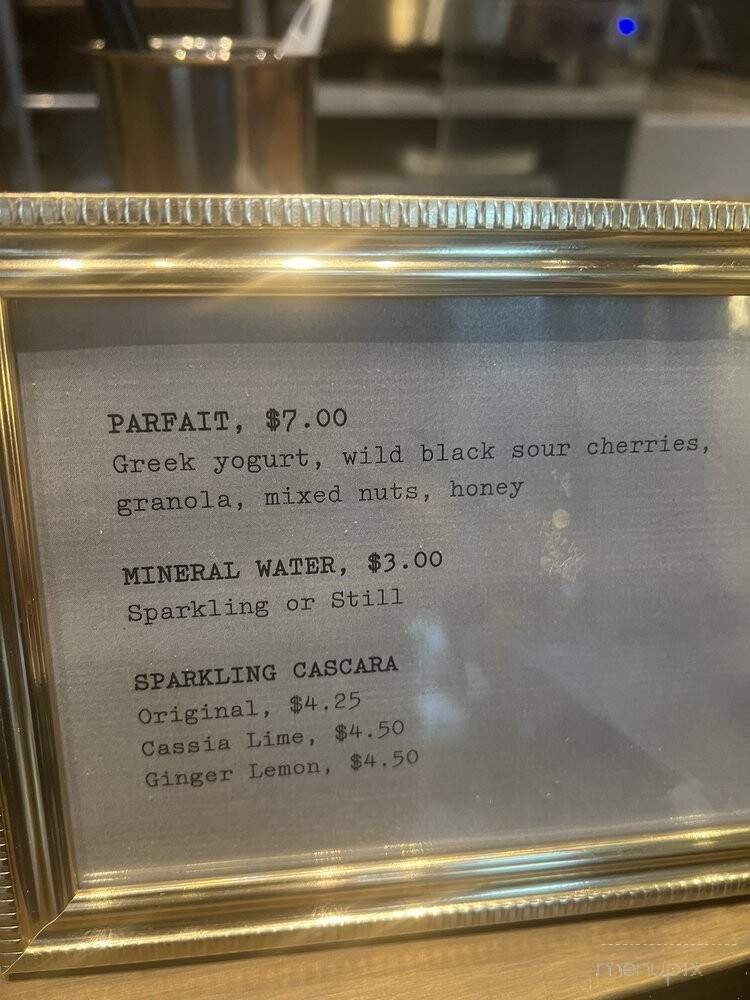 PARFAIT, $7.00
Greek yogurt, wild black sour cherries,
granola, mixed nuts, honey
MINERAL WATER, $3.00
Sparkling or Still
SPARKLING CASCARA
Original, $4.25
Cassia Lime, $4.50
Ginger Lemon, $4.50
menupix